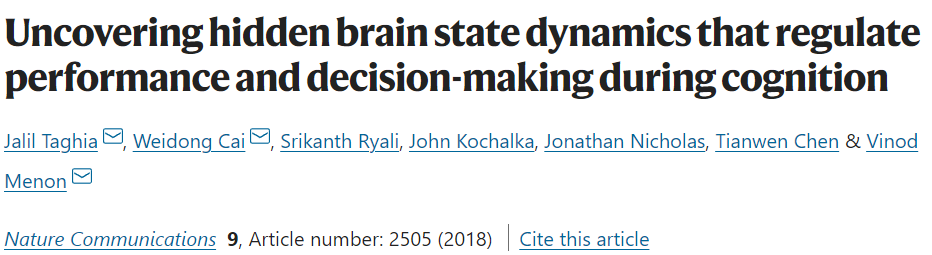 Uncovering hidden brain state dynamics that regulate
performance and decision-making during cognition
Jalil Taghia, Weidong Cai, Srikanth Ryali, John Kochalka, Jonathan Nicholas, Tianwen Chen & Vinod
Menon
Nature Communications 9, Article number: 2505 (2018) Cite this article